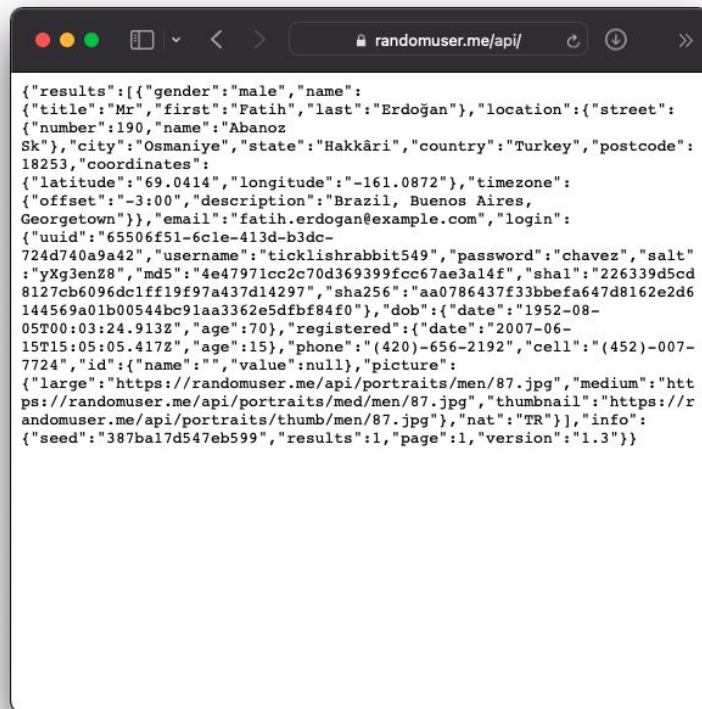 randomuser.me/api/
{"results":[{"gender":"male","name":
{"title":"Mr","first":"Fatih","last":"Erdoğan"},"location":{"street":
{"number":190,"name":"Abanoz
Sk"},"city":"Osmaniye","state":"Hakkâri","country":"Turkey","postcode":
18253,"coordinates":
{"latitude":"69.0414","longitude":"-161.0872"},"timezone":
{"offset":"-3:00","description":"Brazil, Buenos Aires,
Georgetown"}},"email":"fatih.erdogan@example.com","login":
{"uuid":"65506f51-6c1e-413d-b3dc-
724d740a9a42","username":"ticklishrabbit549","password":"chavez","salt"
:"yXg3enZ8","md5":"4e47971cc2c70d369399fcc67ae3a14f","sha1":"226339d5cd
8127cb6096dc1ff19f97a437d14297","sha256":"aa0786437f33bbefa647d8162e2d6
144569a01b00544bc91aa3362e5dfbf84f0"},"dob":{"date":"1952-08-
05T00:03:24.913Z","age":70},"registered":{"date":"2007-06-
15T15:05:05.417Z","age":15},"phone":"(420)-656-2192","cell":"(452)-007-
7724","id":{"name":"","value":null},"picture":
{"large":"https://randomuser.me/api/portraits/men/87.jpg","medium":"htt
ps://randomuser.me/api/portraits/med/men/87.jpg","thumbnail":"https://r
andomuser.me/api/portraits/thumb/men/87.jpg"},"nat":"TR"}],"info":
{"seed":"387ba17d547eb599","results":1,"page":1,"version":"1.3"}}